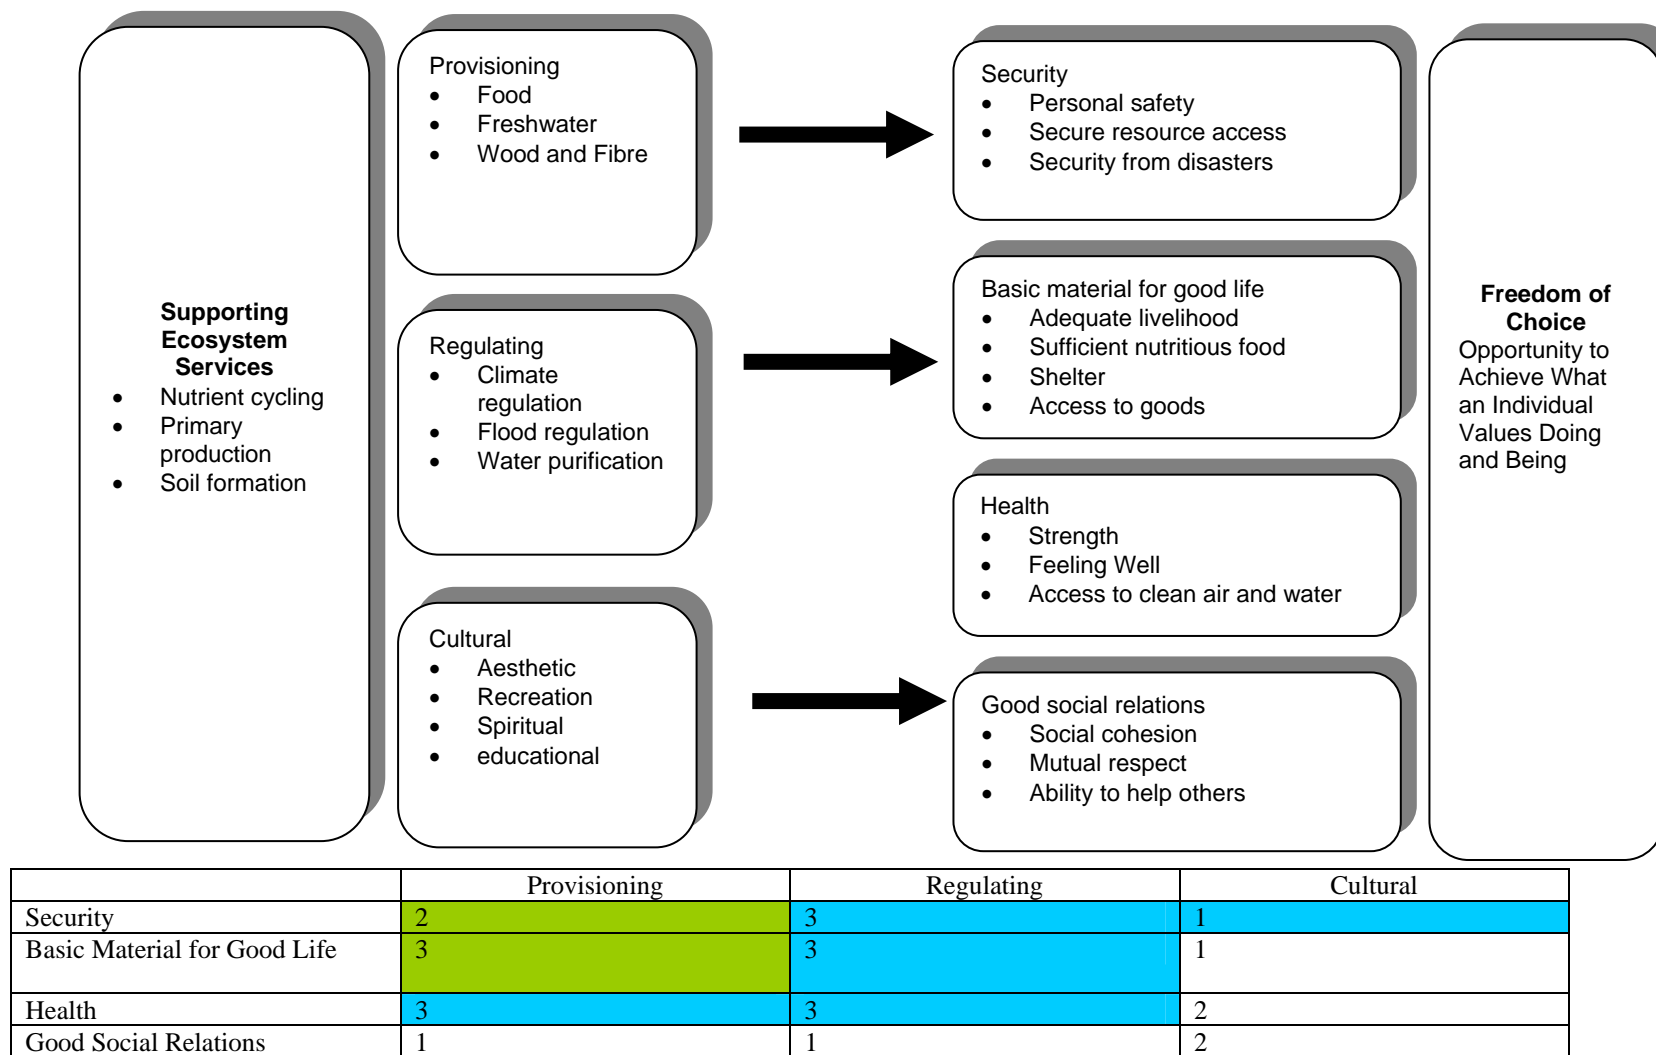 Supporting
Ecosystem
Services
• Nutrient cycling
• Primary
production
• Soil formation
Provisioning
• Food
• Freshwater
• Wood and Fibre
Regulating
• Climate
regulation
• Flood regulation
• Water purification
Cultural
• Aesthetic
• Recreation
• Spiritual
• educational
Security
• Personal safety
• Secure resource access
• Security from disasters
Basic material for good life
• Adequate livelihood
• Sufficient nutritious food
• Shelter
• Access to goods
Health
• Strength
• Feeling Well
• Access to clean air and water
Good social relations
• Social cohesion
• Mutual respect
• Ability to help others
Freedom of
Choice
Opportunity to
Achieve What
an Individual
Values Doing
and Being
Provisioning Regulating Cultural
Security 2 3 1
Basic Material for Good Life 3 3 1
Health 3 3 2
Good Social Relations 1 1 2